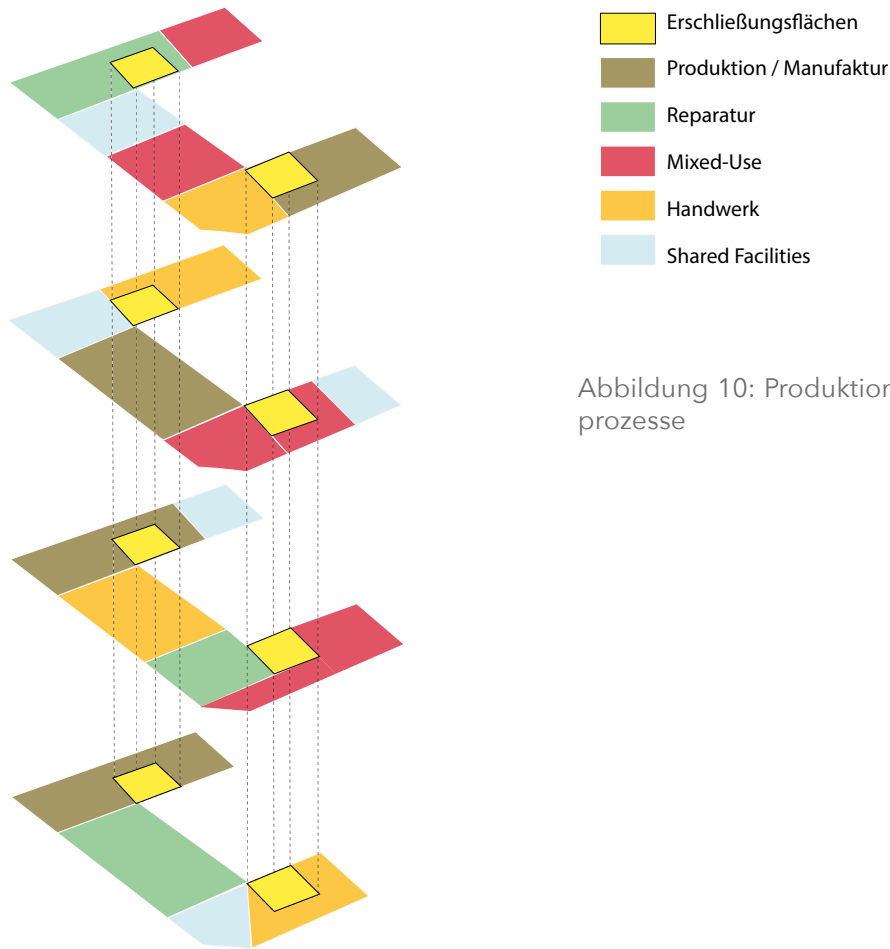 Erschließungsflächen
Produktion / Manufaktur
Reparatur
Mixed-Use
Handwerk
Shared Facilities
Abbildung 10: Produktion
prozesse